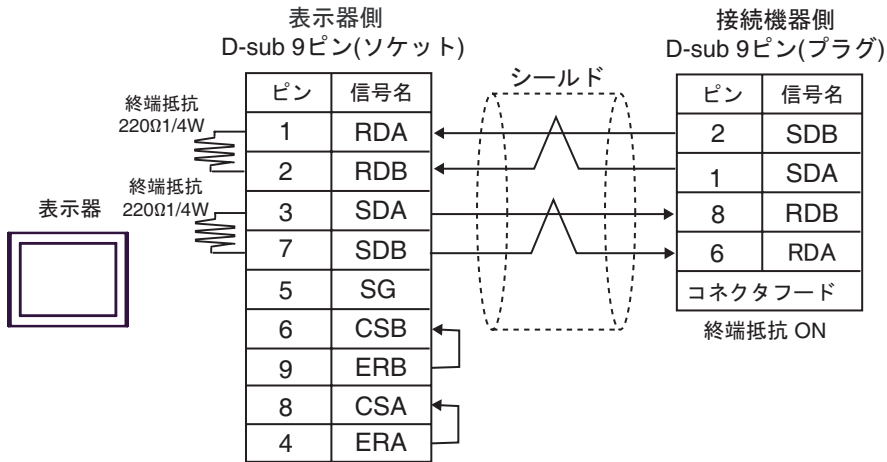 表示器側
D-sub 9ピン(ソケット)
ピン 信号名
1 RDA
2 RDB
3 SDA
7 SDB
5 SG
6 CSB
9 ERB
8 CSA
4 ERA
終端抵抗
220Ω1/4W
終端抵抗
220Ω1/4W
表示器
シールド
接続機器側
D-sub 9ピン(プラグ)
ピン 信号名
2 SDB
1 SDA
8 RDB
6 RDA
コネクタフード
終端抵抗 ON